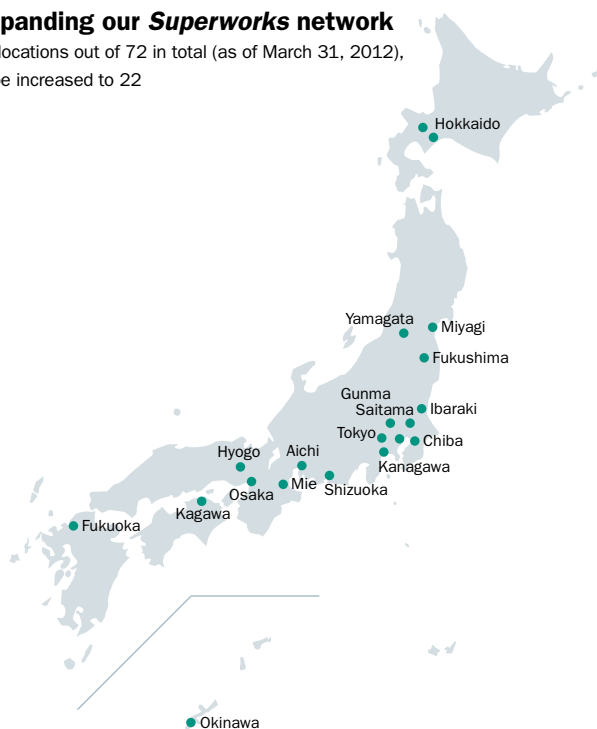 panding our Superworks network
locations out of 72 in total (as of March 31, 2012),
e increased to 22
Hokkaido
Yamagata
Miyagi
Fukushima
Gunma
Saitama
Ibaraki
Tokyo
Chiba
Kanagawa
Hyogo
Aichi
Osaka
Mie
Shizuoka
Kagawa
Fukuoka
Okinawa